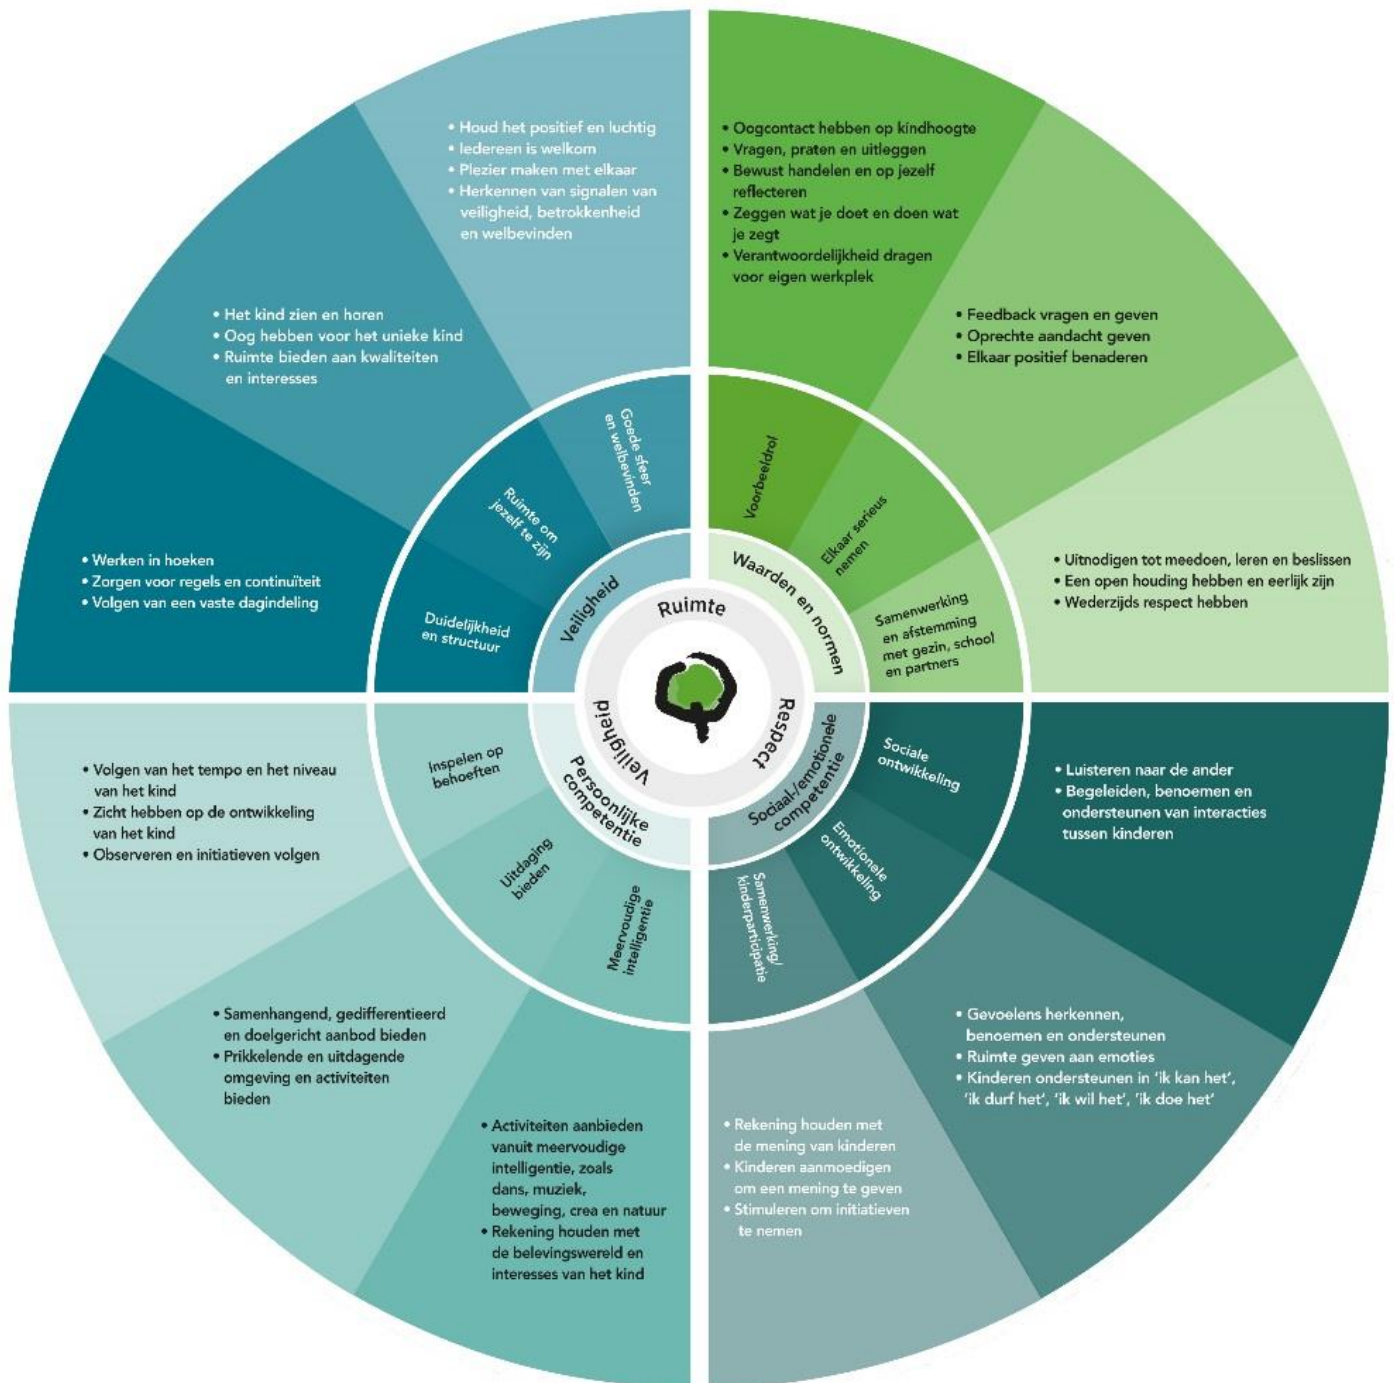 • Houd het positief en luchtig
• Iedereen is welkom
• Plezier maken met elkaar
• Herkennen van signalen van
veiligheid, betrokkenheid
en welbevinden
• Het kind zien en horen
• Oog hebben voor het unieke kind
• Ruimte bieden aan kwaliteiten
en interesses
• Werken in hoeken
• Zorgen voor regels en continuïteit
• Volgen van een vaste dagindeling
Goede sfeer
en welbevinden
Ruimte om
jezelf te zijn
Duidelijkheid
en structuur
Veiligheid
• Oogcontact hebben op kindhoogte
• Vragen, praten en uitleggen
• Bewust handelen en op jezelf
reflecteren
• Zeggen wat je doet en doen wat
je zegt
• Verantwoordelijkheid dragen
voor eigen werkplek
• Feedback vragen en geven
• Oprechte aandacht geven
• Elkaar positief benaderen
• Uitnodigen tot meedoen, leren en beslissen
• Een open houding hebben en eerlijk zijn
• Wederzijds respect hebben
Voorbeeldrol
Elkaar serieus
nemen
Samenwerking
en afstemming
met gezin, school
en partners
Waarden en normen
Ruimte
Respect
Veiligheid
Sociaal-/emotionele
competentie
Sociale
ontwikkeling
Emotionele
ontwikkeling
Samenwerking/
kinderparticipatie
• Luisteren naar de ander
• Begeleiden, benoemen en
ondersteunen van interacties
tussen kinderen
• Gevoelens herkennen,
benoemen en ondersteunen
• Ruimte geven aan emoties
• Kinderen ondersteunen in ‘ik kan het’,
‘ik durf het’, ‘ik wil het’, ‘ik doe het’
• Rekening houden met
de mening van kinderen
• Kinderen aanmoedigen
om een mening te geven
• Stimuleren om initiatieven
te nemen
Persoonlijke
competentie
Inspelen op
behoeften
Uitdaging
bieden
Meervoudige
intelligentie
• Volgen van het tempo en het niveau
van het kind
• Zicht hebben op de ontwikkeling
van het kind
• Observeren en initiatieven volgen
• Samenhangend, gedifferentieerd
en doelgericht aanbod bieden
• Prikkelende en uitdagende
omgeving en activiteiten
bieden
• Activiteiten aanbieden
vanuit meervoudige
intelligentie, zoals
dans, muziek,
beweging, crea en natuur
• Rekening houden met
de belevingswereld en
interesses van het kind